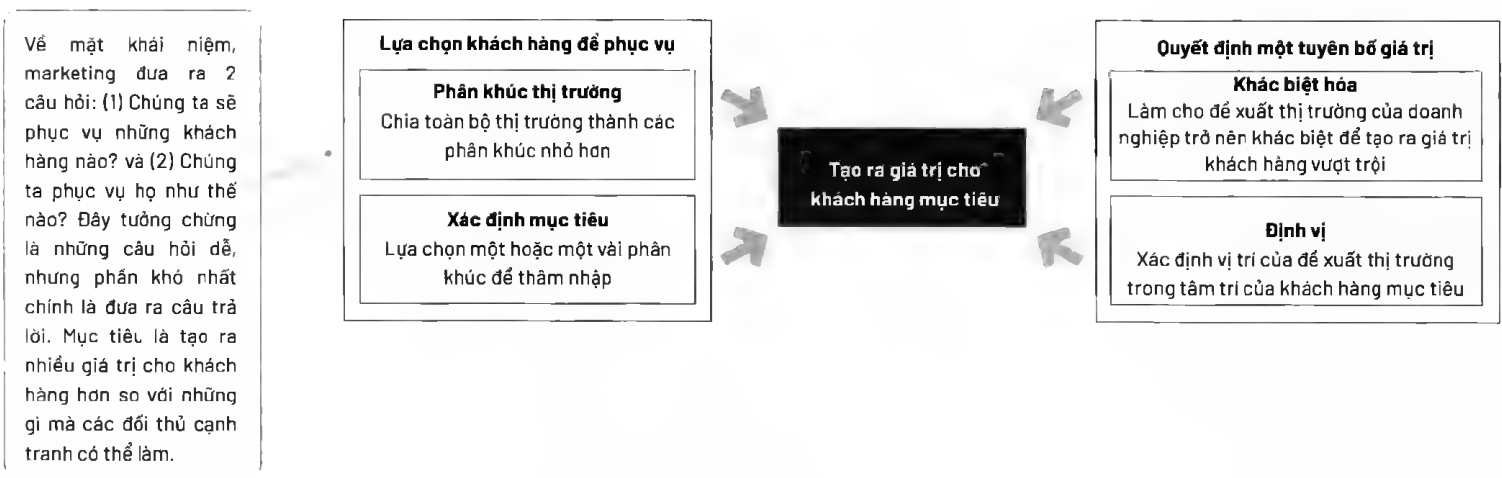 Về mặt khái niệm,
marketing đưa ra 2
câu hỏi: (1) Chúng ta sẽ
phục vụ những khách
hàng nào? và (2) Chúng
ta phục vụ họ như thế
nào? Đây tưởng chừng
là những câu hỏi dễ,
nhưng phần khó nhất
chính là đưa ra câu trả
lời. Mục tiêu là tạo ra
nhiều giá trị cho khách
hàng hơn so với những
gì mà các đối thủ cạnh
tranh có thể làm.
Lựa chọn khách hàng để phục vụ
Phân khúc thị trường
Chia toàn bộ thị trường thành các
phân khúc nhỏ hơn
Xác định mục tiêu
Lựa chọn một hoặc một vài phân
khúc để thâm nhập
Tạo ra giá trị cho
khách hàng mục tiêu
Quyết định một tuyên bố giá trị
Khác biệt hóa
Làm cho đề xuất thị trường của doanh
nghiệp trở nên khác biệt để tạo ra giá trị
khách hàng vượt trội
Định vị
Xác định vị trí của đề xuất thị trường
trong tâm trí của khách hàng mục tiêu